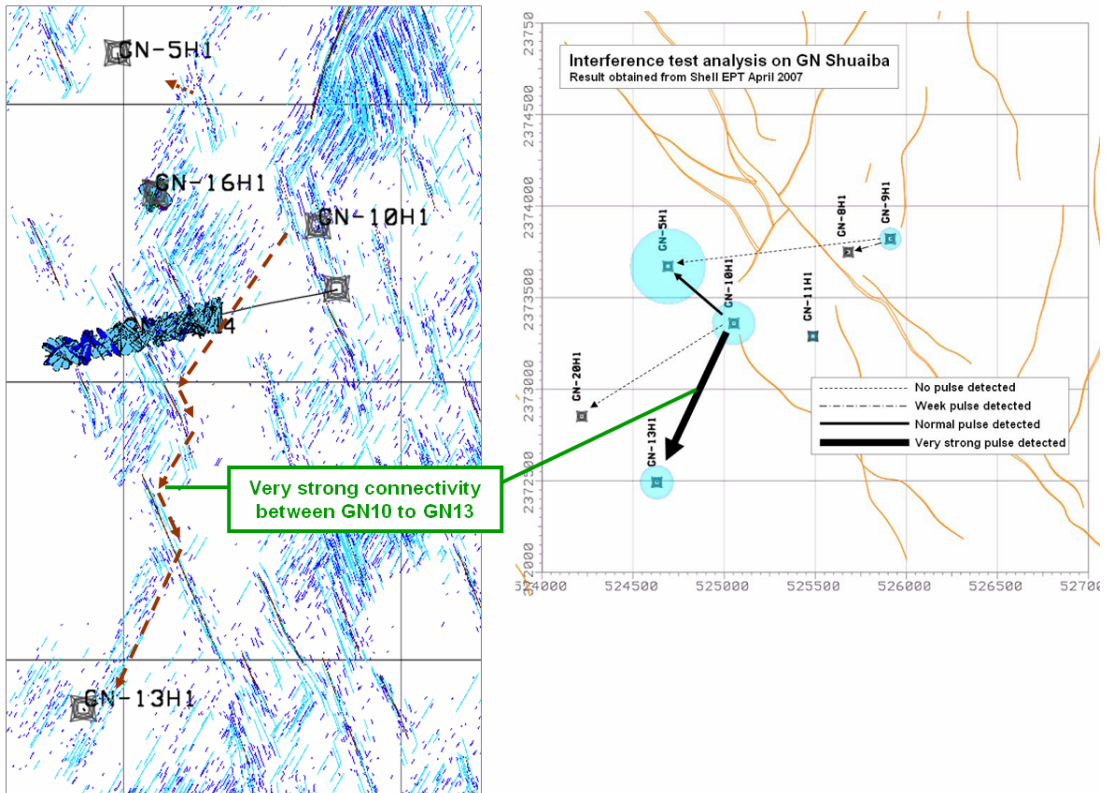 GN-5H1
GN-16H1
GN-10H1
4
Very strong connectivity
between GN10 to GN13
GN-13H1
Interference test analysis on GN Shuaiba
Result obtained from Shell EPT April 2007
23750
2374500
2374000
2373500
2373000
2372500
GN-5H1
GN-8H1
GN-9H1
GN-10H1
GN-11H1
GN-20H1
GN-13H1
No pulse detected
Week pulse detected
Normal pulse detected
Very strong pulse detected
524000
524500
525000
525500
526000
526500
52700